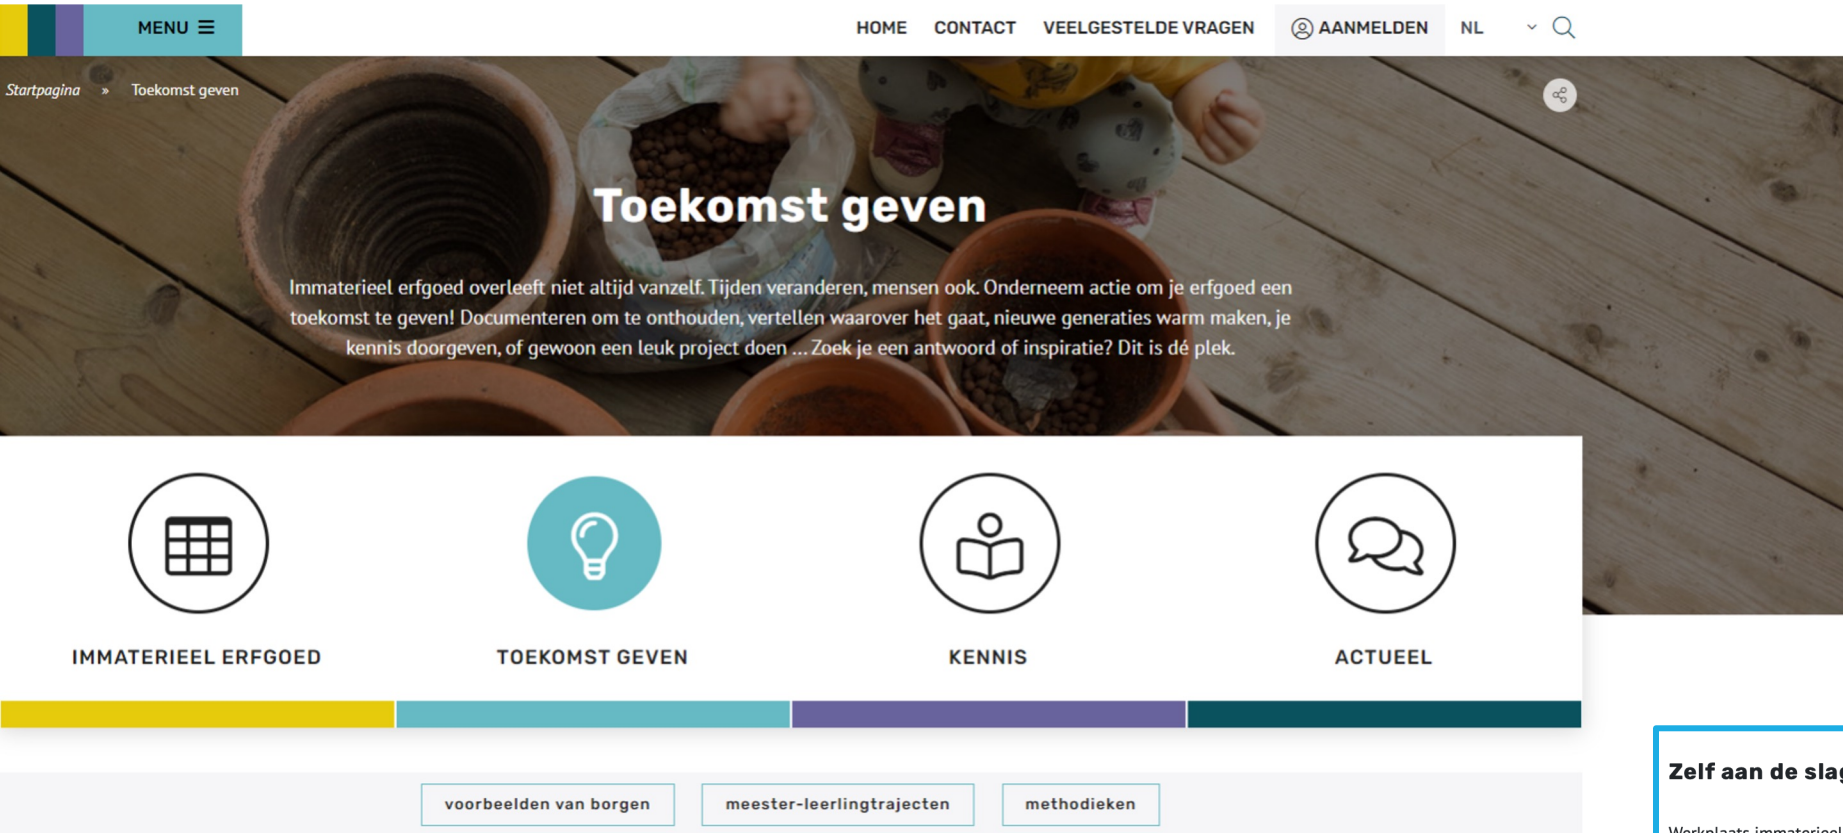 MENU
HOME CONTACT VEELGESTELDE VRAGEN AANMELDEN NL
Startpagina » Toekomst geven
Toekomst geven
Immaterieel erfgoed overleeft niet altijd vanzelf. Tijden veranderen, mensen ook. Onderneem actie om je erfgoed een
toekomst te geven! Documenteren om te onthouden, vertellen waarover het gaat, nieuwe generaties warm maken, je
kennis doorgeven, of gewoon een leuk project doen ... Zoek je een antwoord of inspiratie? Dit is dé plek.
IMMATERIEEL ERFGOED
TOEKOMST GEVEN
KENNIS
ACTUEEL
voorbeelden van borgen
meester-leerlingtrajecten
methodieken
Zelf aan de